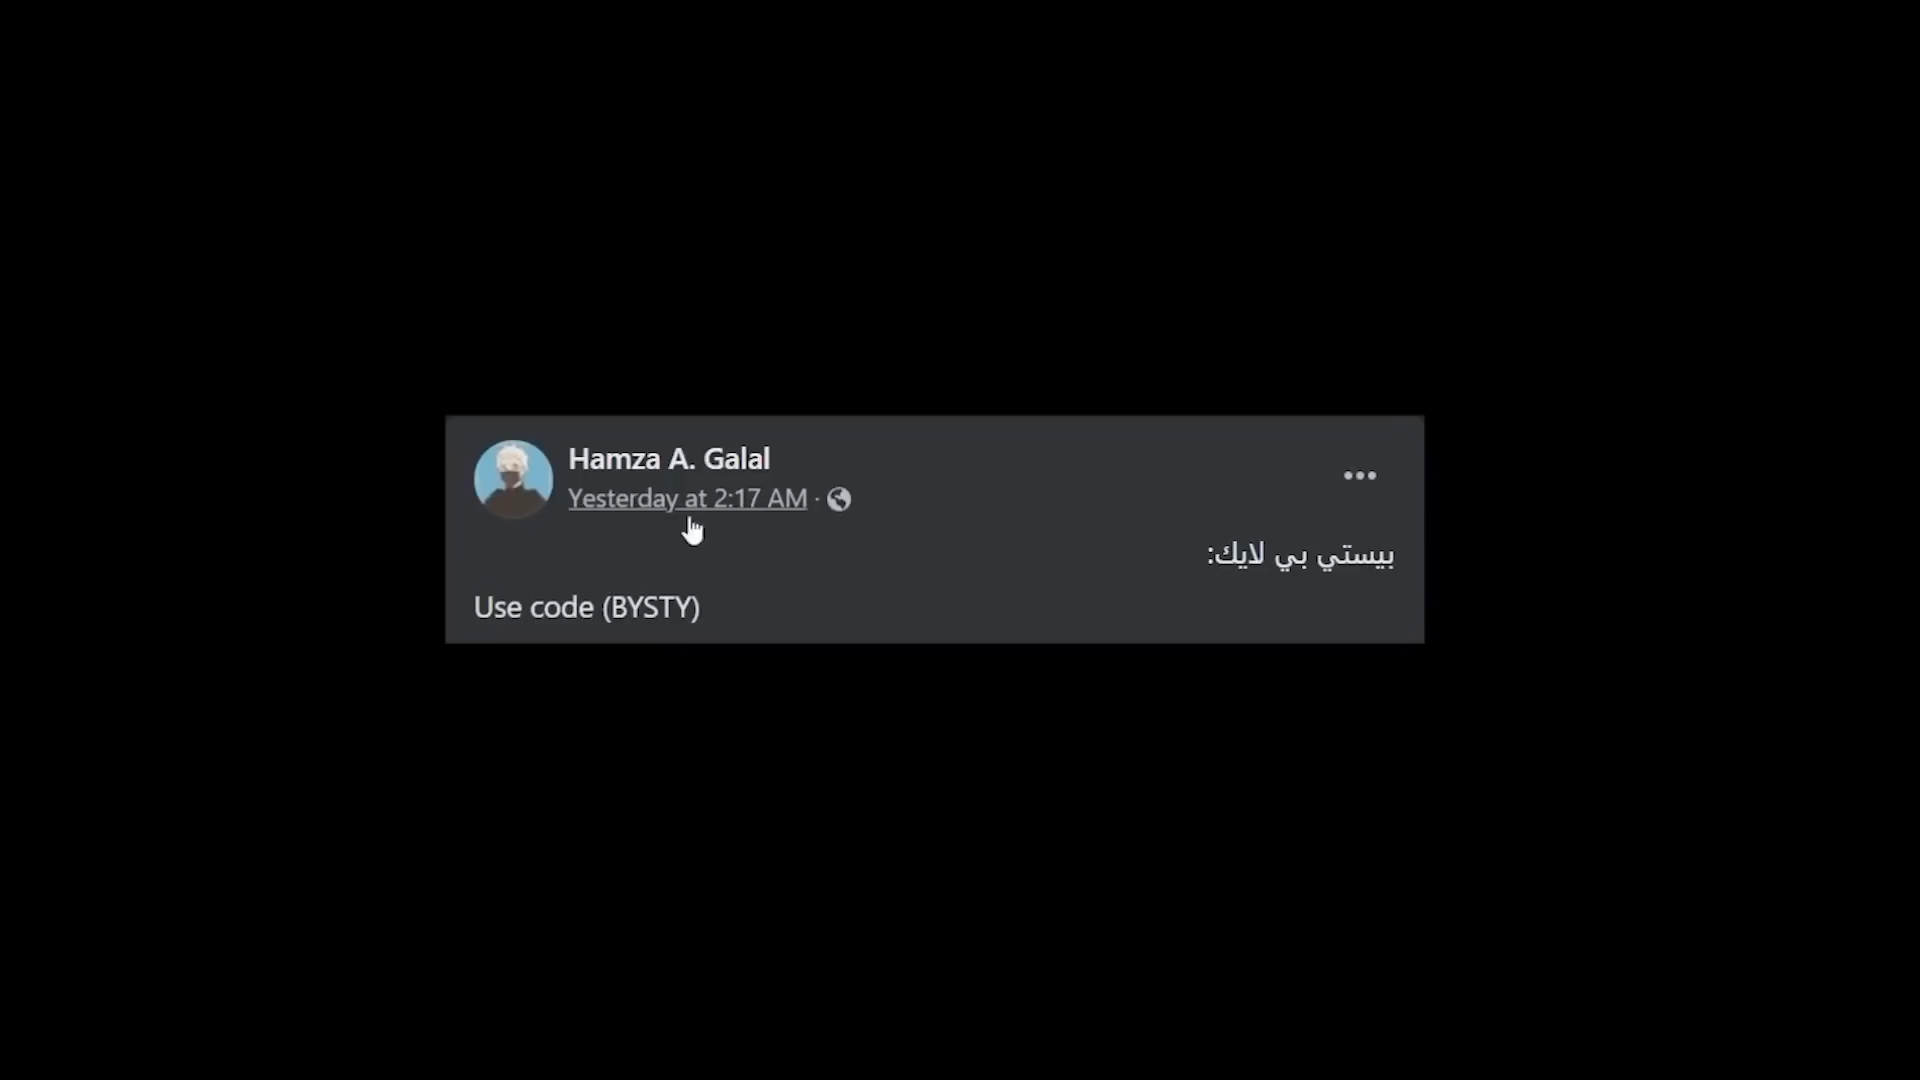 Hamza A. Galal
Yesterday at 2:17 AM ·
بيستي بي لايك:
Use code (BYSTY)